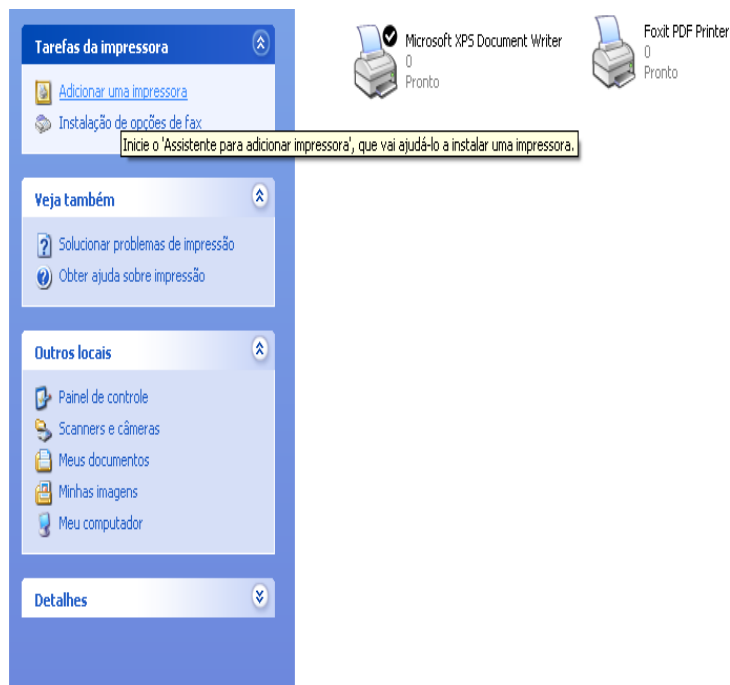 Tarefas da impressora
Adicionar uma impressora
Instalação de opções de fax
Inicie o 'Assistente para adicionar impressora', que vai ajudá-lo a instalar uma impressora.
Veja também
Solucionar problemas de impressão
Obter ajuda sobre impressão
Outros locais
Painel de controle
Scanners e câmeras
Meus documentos
Minhas imagens
Meu computador
Detalhes
Microsoft XPS Document Writer
0
Pronto
Foxit PDF Printer
0
Pronto